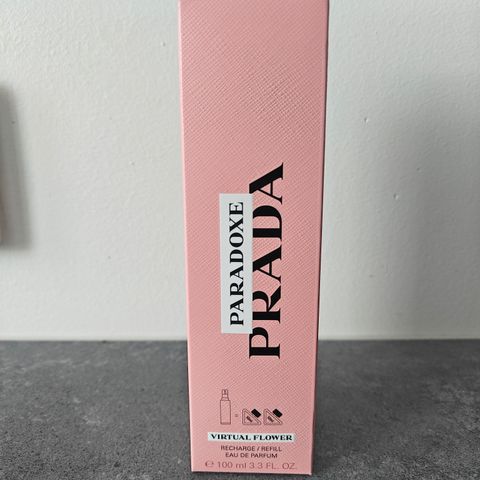 PARADOXE
PRADA
VIRTUAL FLOWER
RECHARGE / REFILL
EAU DE PARFUM
℮ 100 ml 3.3 FL. OZ.